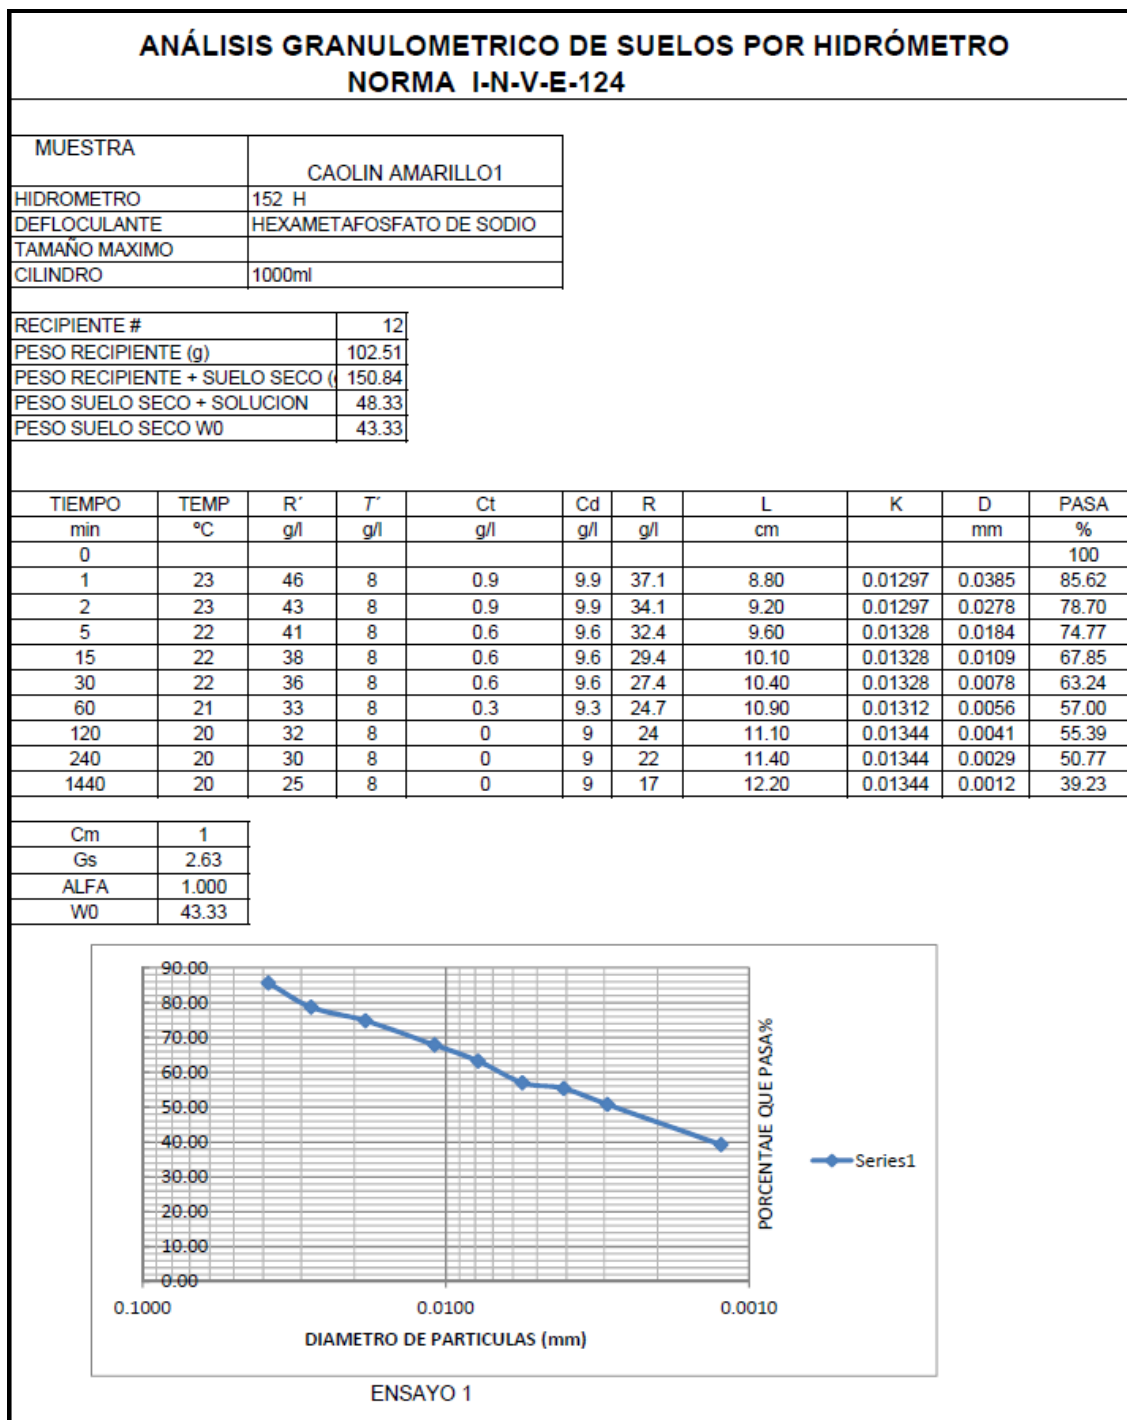 ANÁLISIS GRANULOMETRICO DE SUELOS POR HIDRÓMETRO
NORMA I-N-V-E-124
MUESTRA CAOLIN AMARILLO1
HIDROMETRO 152 H
DEFLOCULANTE HEXAMETAFOSFATO DE SODIO
TAMAÑO MAXIMO
CILINDRO 1000ml
RECIPIENTE # 12
PESO RECIPIENTE (g) 102.51
PESO RECIPIENTE + SUELO SECO ( 150.84
PESO SUELO SECO + SOLUCION 48.33
PESO SUELO SECO W0 43.33
TIEMPO TEMP R´ T´ Ct Cd R L K D PASA
min ºC g/l g/l g/l g/l g/l cm mm %
0 100
1 23 46 8 0.9 9.9 37.1 8.80 0.01297 0.0385 85.62
2 23 43 8 0.9 9.9 34.1 9.20 0.01297 0.0278 78.70
5 22 41 8 0.6 9.6 32.4 9.60 0.01328 0.0184 74.77
15 22 38 8 0.6 9.6 29.4 10.10 0.01328 0.0109 67.85
30 22 36 8 0.6 9.6 27.4 10.40 0.01328 0.0078 63.24
60 21 33 8 0.3 9.3 24.7 10.90 0.01312 0.0056 57.00
120 20 32 8 0 9 24 11.10 0.01344 0.0041 55.39
240 20 30 8 0 9 22 11.40 0.01344 0.0029 50.77
1440 20 25 8 0 9 17 12.20 0.01344 0.0012 39.23
Cm 1
Gs 2.63
ALFA 1.000
W0 43.33
90.00
80.00
70.00
60.00
50.00
40.00
30.00
20.00
10.00
0.00
0.1000 0.0100 0.0010
DIAMETRO DE PARTICULAS (mm)
PORCENTAJE QUE PASA%
Series1
ENSAYO 1